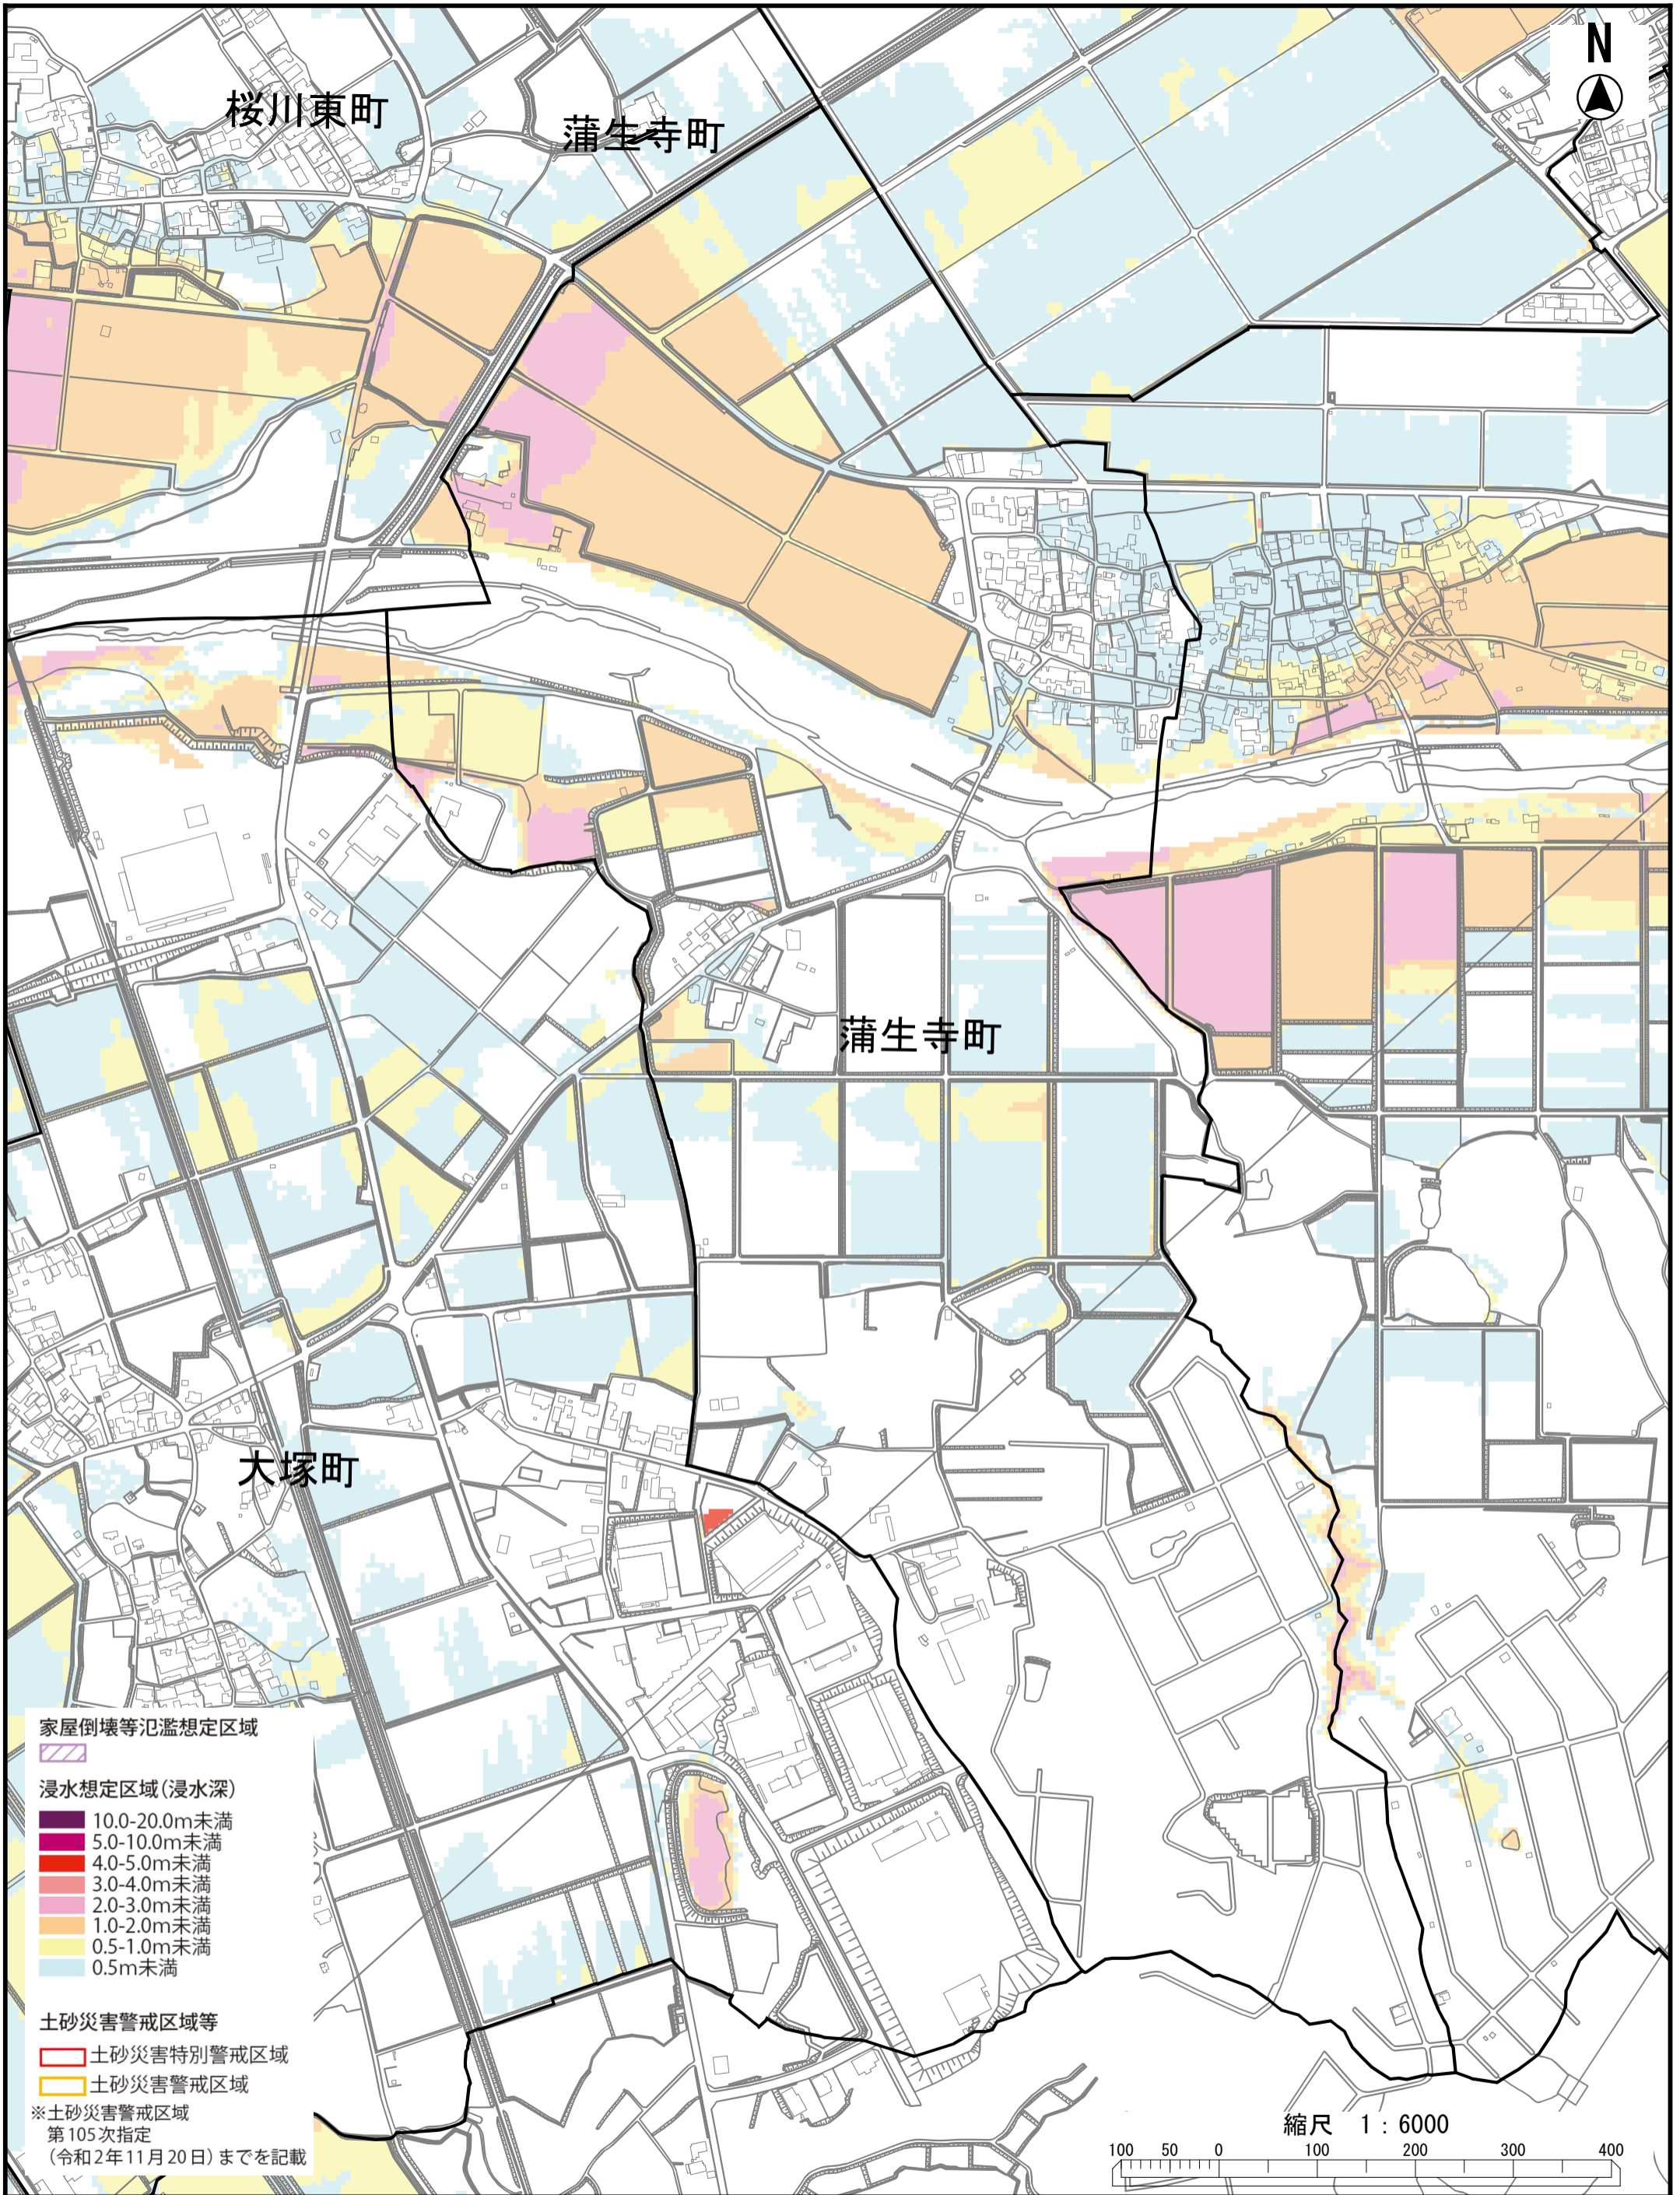 N
桜川東町
蒲生寺町
蒲生寺町
大塚町
家屋倒壊等氾濫想定区域
浸水想定区域(浸水深)
10.0-20.0m未満
5.0-10.0m未満
4.0-5.0m未満
3.0-4.0m未満
2.0-3.0m未満
1.0-2.0m未満
0.5-1.0m未満
0.5m未満
土砂災害警戒区域等
土砂災害特別警戒区域
土砂災害警戒区域
※土砂災害警戒区域
第105次指定
(令和2年11月20日)までを記載
縮尺 1:6000
100 50 0 100 200 300 400